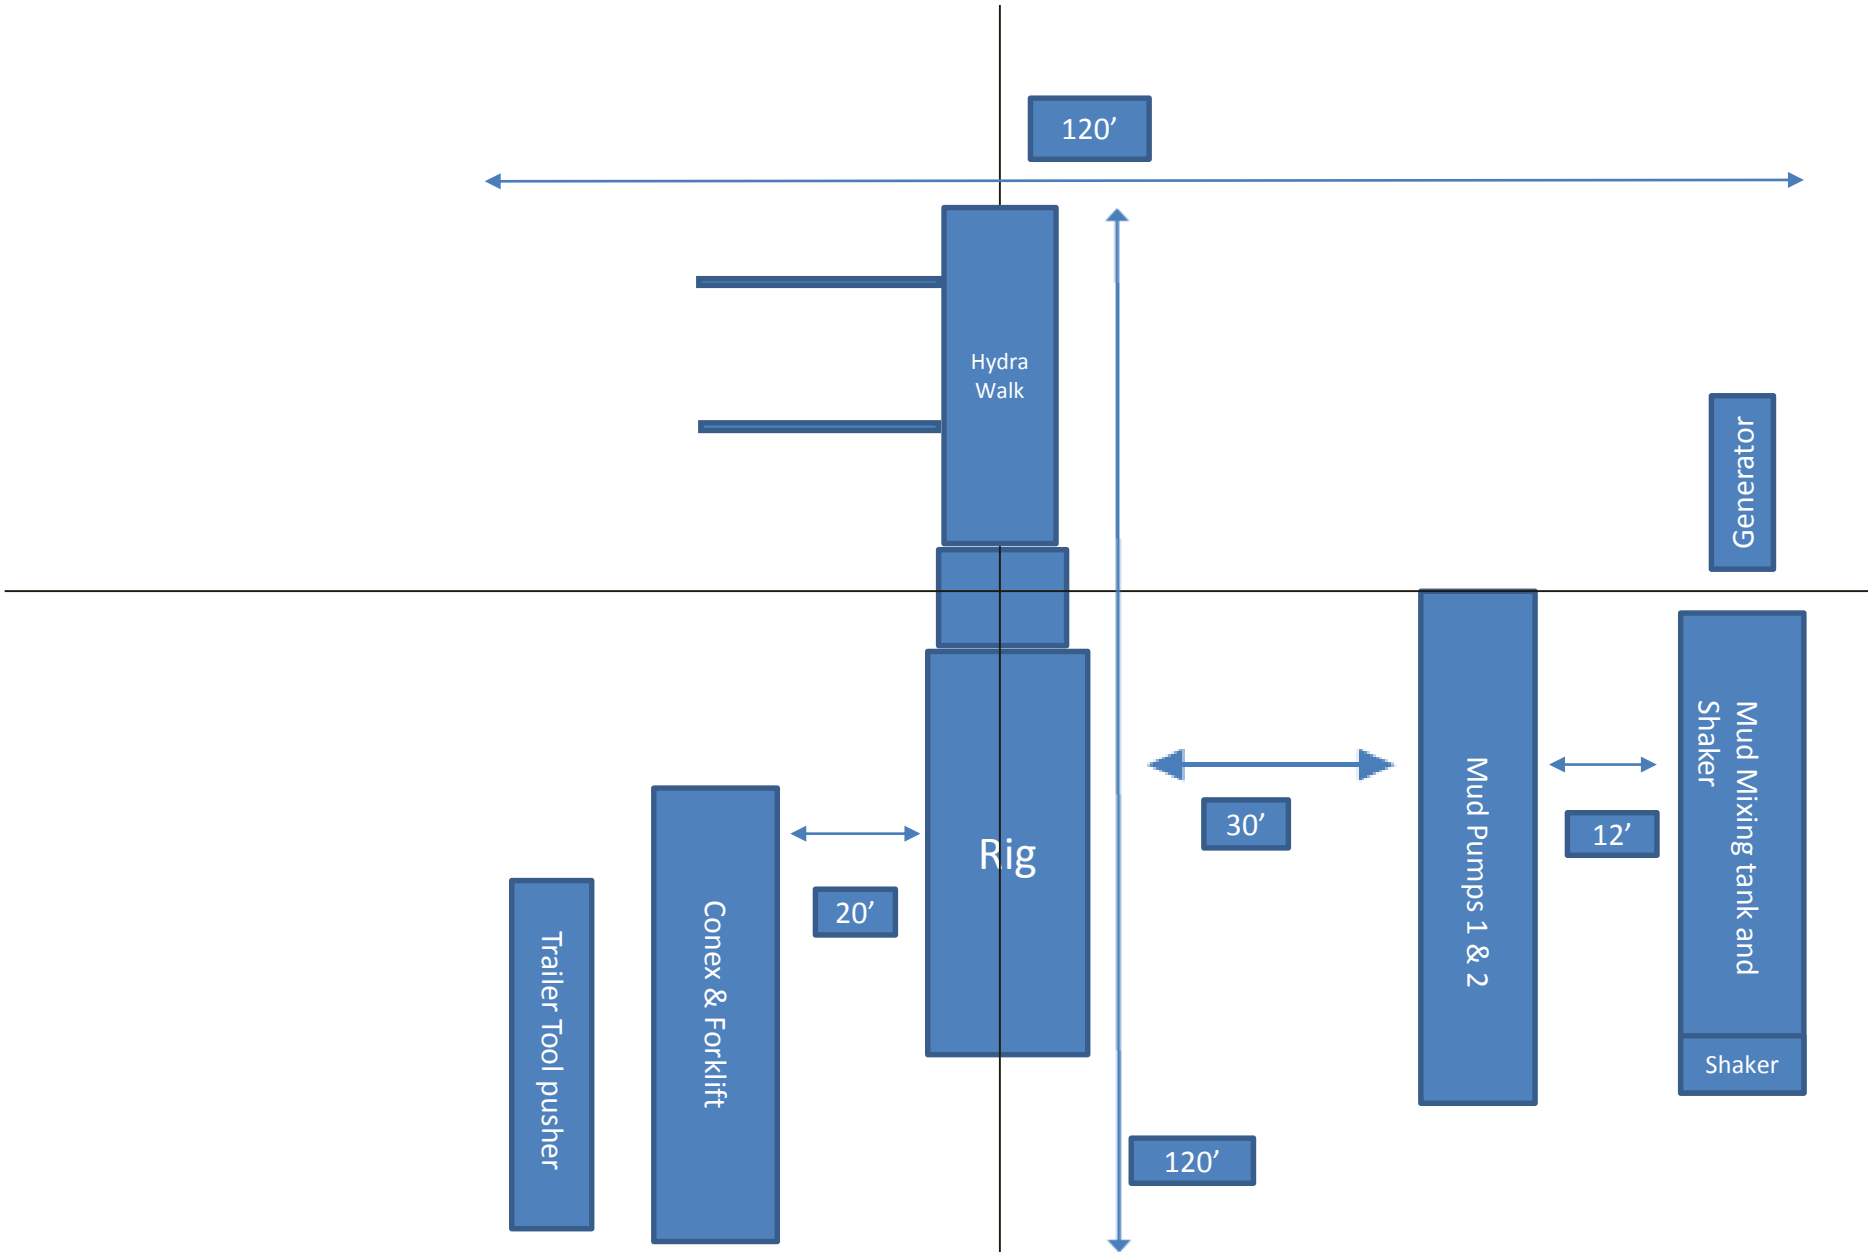 120’
Hydra
Walk
Generator
Rig
30’
12’
20’
Mud Pumps 1 & 2
Mud Mixing tank and
Shaker
Shaker
Conex & Forklift
Trailer Tool pusher
120’